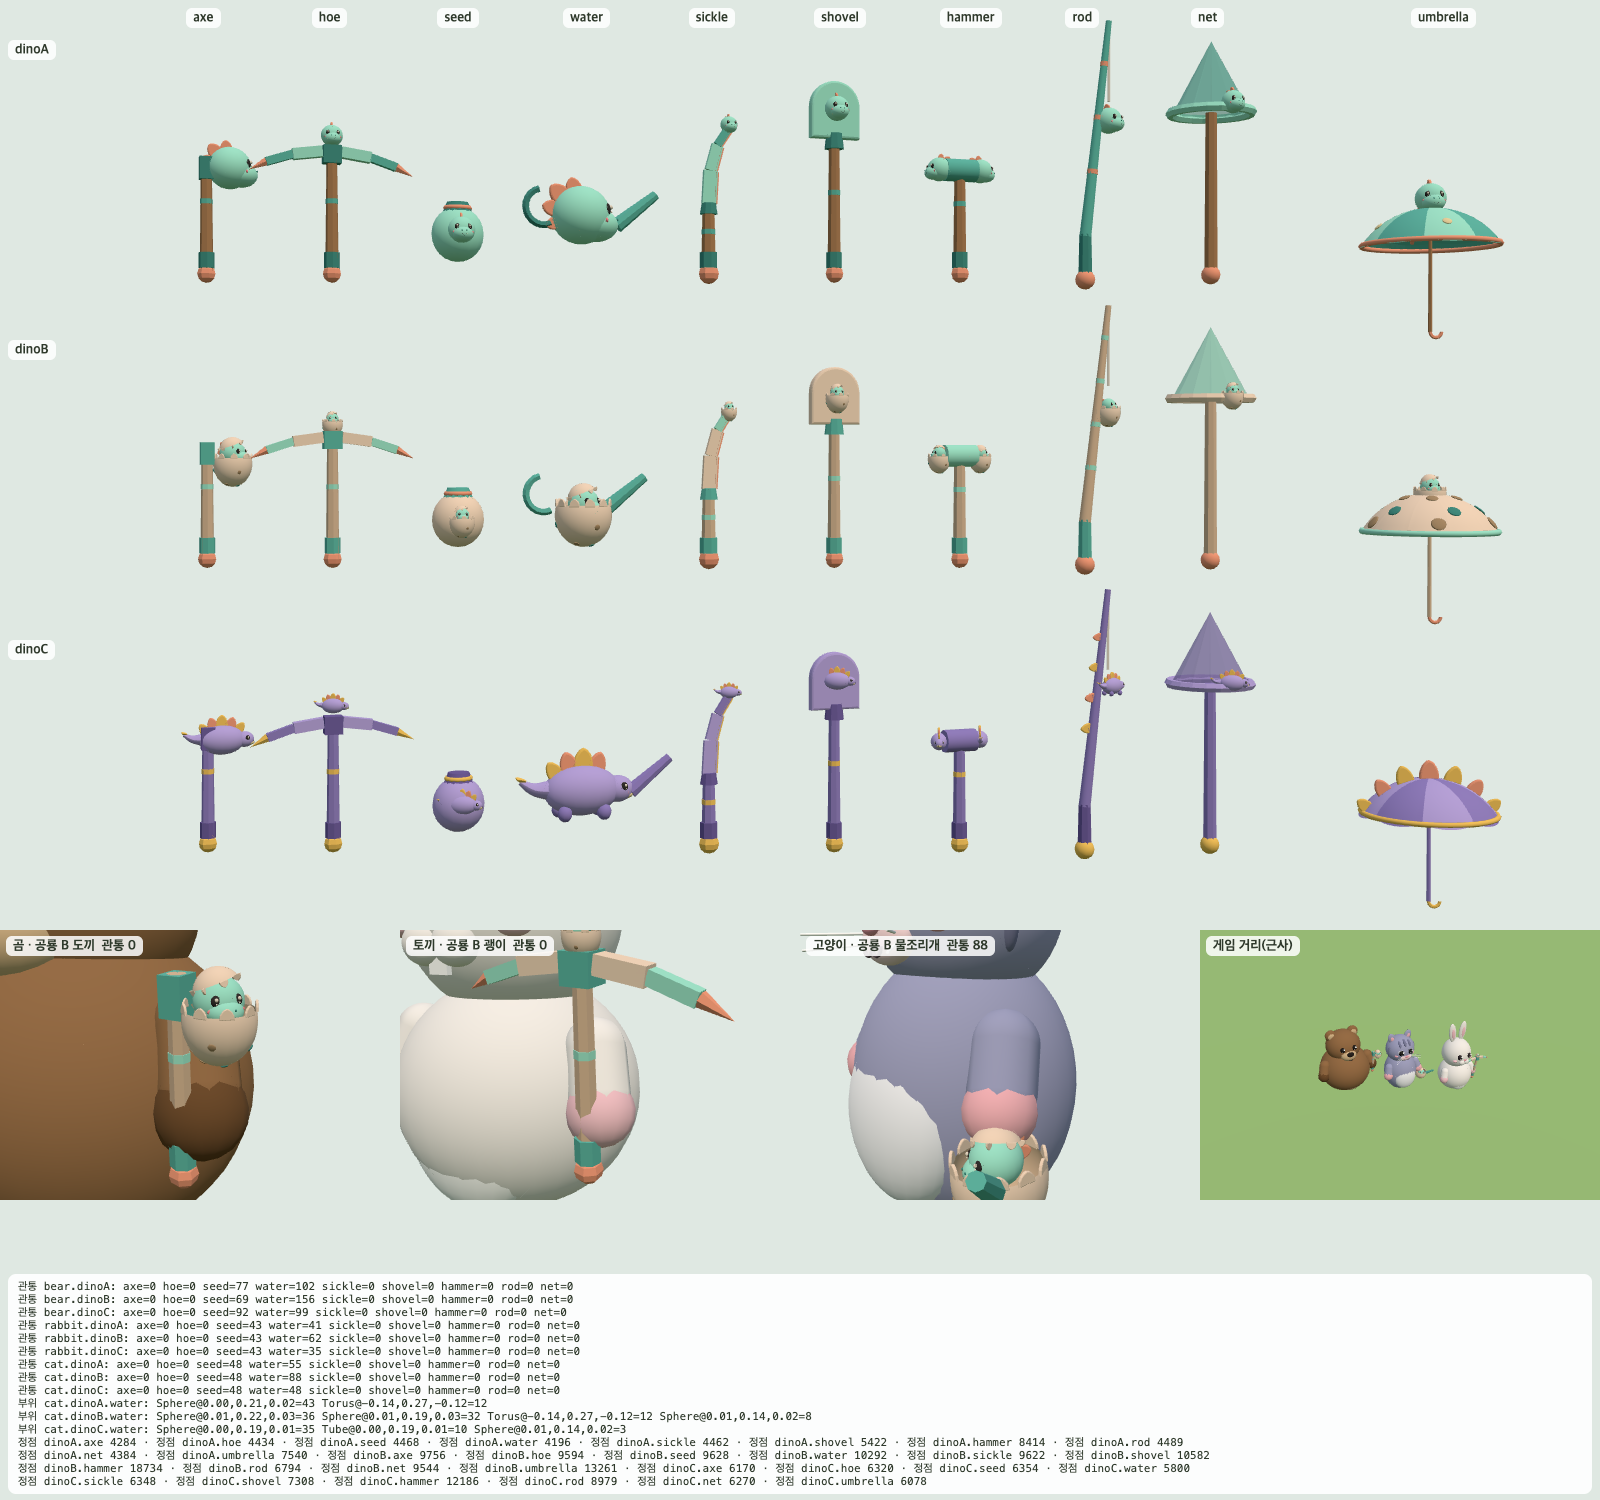 axe hoe seed water sickle shovel hammer rod net umbrella
dinoA
dinoB
dinoC
곰 · 공룡 B 도끼 관통 0
토끼 · 공룡 B 괭이 관통 0
고양이 · 공룡 B 물조리개 관통 88
게임 거리(근사)
관통 bear.dinoA: axe=0 hoe=0 seed=77 water=102 sickle=0 shovel=0 hammer=0 rod=0 net=0
관통 bear.dinoB: axe=0 hoe=0 seed=69 water=156 sickle=0 shovel=0 hammer=0 rod=0 net=0
관통 bear.dinoC: axe=0 hoe=0 seed=92 water=99 sickle=0 shovel=0 hammer=0 rod=0 net=0
관통 rabbit.dinoA: axe=0 hoe=0 seed=43 water=41 sickle=0 shovel=0 hammer=0 rod=0 net=0
관통 rabbit.dinoB: axe=0 hoe=0 seed=43 water=62 sickle=0 shovel=0 hammer=0 rod=0 net=0
관통 rabbit.dinoC: axe=0 hoe=0 seed=43 water=35 sickle=0 shovel=0 hammer=0 rod=0 net=0
관통 cat.dinoA: axe=0 hoe=0 seed=48 water=55 sickle=0 shovel=0 hammer=0 rod=0 net=0
관통 cat.dinoB: axe=0 hoe=0 seed=48 water=88 sickle=0 shovel=0 hammer=0 rod=0 net=0
관통 cat.dinoC: axe=0 hoe=0 seed=48 water=48 sickle=0 shovel=0 hammer=0 rod=0 net=0
부위 cat.dinoA.water: Sphere@0.00,0.21,0.02=43 Torus@−0.14,0.27,−0.12=12
부위 cat.dinoB.water: Sphere@0.01,0.22,0.03=36 Sphere@0.01,0.19,0.03=32 Torus@−0.14,0.27,−0.12=12 Sphere@0.01,0.14,0.02=8
부위 cat.dinoC.water: Sphere@0.00,0.19,0.01=35 Tube@0.00,0.19,0.01=10 Sphere@0.01,0.14,0.02=3
정점 dinoA.axe 4284 · 정점 dinoA.hoe 4434 · 정점 dinoA.seed 4468 · 정점 dinoA.water 4196 · 정점 dinoA.sickle 4462 · 정점 dinoA.shovel 5422 · 정점 dinoA.hammer 8414 · 정점 dinoA.rod 4489
정점 dinoA.net 4384 · 정점 dinoA.umbrella 7540 · 정점 dinoB.axe 9756 · 정점 dinoB.hoe 9594 · 정점 dinoB.seed 9628 · 정점 dinoB.water 10292 · 정점 dinoB.sickle 9622 · 정점 dinoB.shovel 10582
정점 dinoB.hammer 18734 · 정점 dinoB.rod 6794 · 정점 dinoB.net 9544 · 정점 dinoB.umbrella 13261 · 정점 dinoC.axe 6170 · 정점 dinoC.hoe 6320 · 정점 dinoC.seed 6354 · 정점 dinoC.water 5800
정점 dinoC.sickle 6348 · 정점 dinoC.shovel 7308 · 정점 dinoC.hammer 12186 · 정점 dinoC.rod 8979 · 정점 dinoC.net 6270 · 정점 dinoC.umbrella 6078